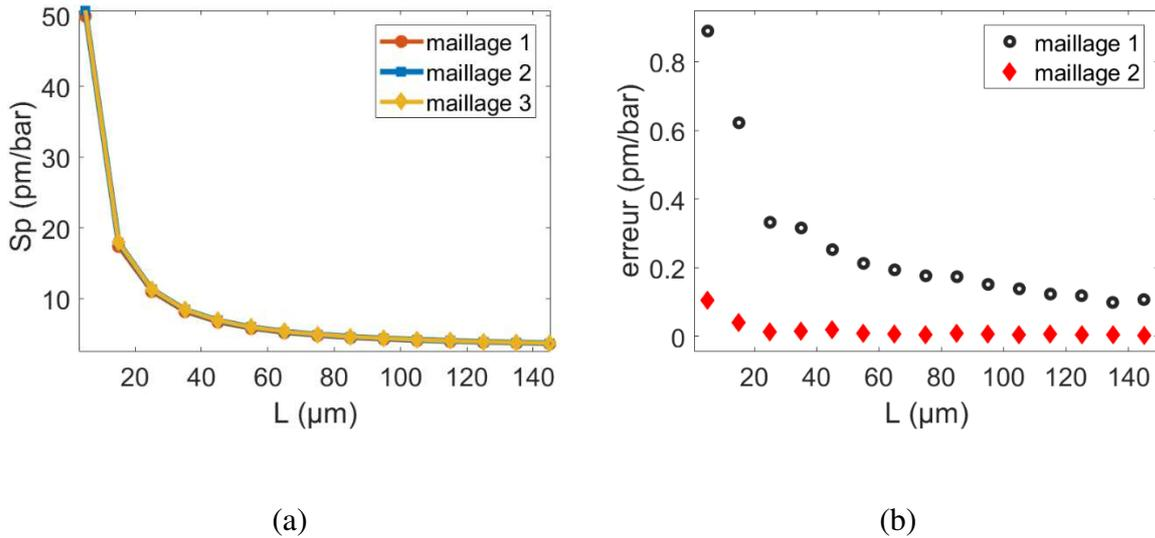 50
40
30
20
10
Sp (pm/bar)
maillage 1
maillage 2
maillage 3
20 40 60 80 100 120 140
L (µm)
(a)
0.8
0.6
0.4
0.2
0
erreur (pm/bar)
maillage 1
maillage 2
20 40 60 80 100 120 140
L (µm)
(b)